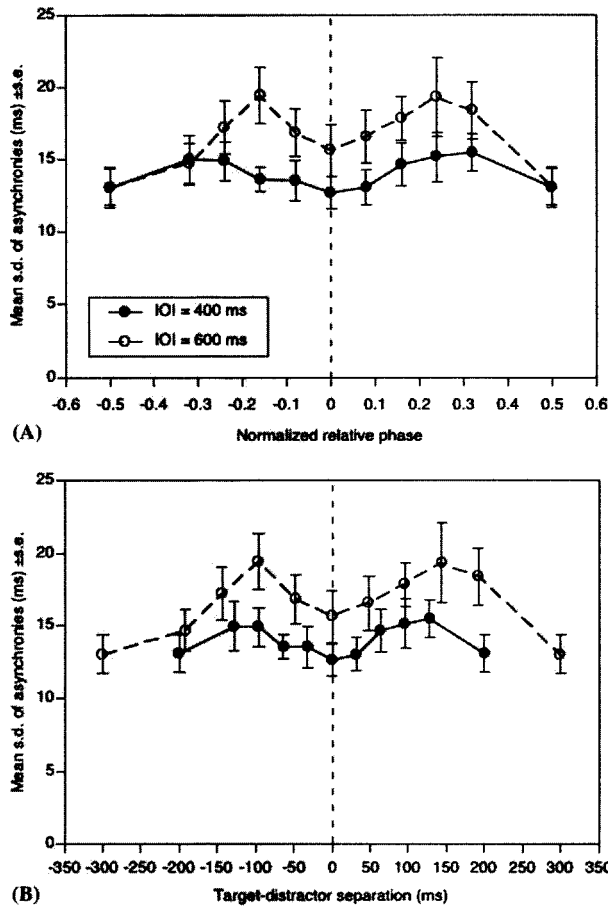 25
20
15
10
5
0
Mean s.d. of asynchronies (ms) ±s.e.
IOI = 400 ms
IOI = 600 ms
-0.6 -0.5 -0.4 -0.3 -0.2 -0.1 0 0.1 0.2 0.3 0.4 0.5 0.6
(A)
Normalized relative phase
25
20
15
10
5
0
Mean s.d. of asynchronies (ms) ±s.e.
-350 -300 -250 -200 -150 -100 -50 0 50 100 150 200 250 300 350
(B)
Target-distractor separation (ms)